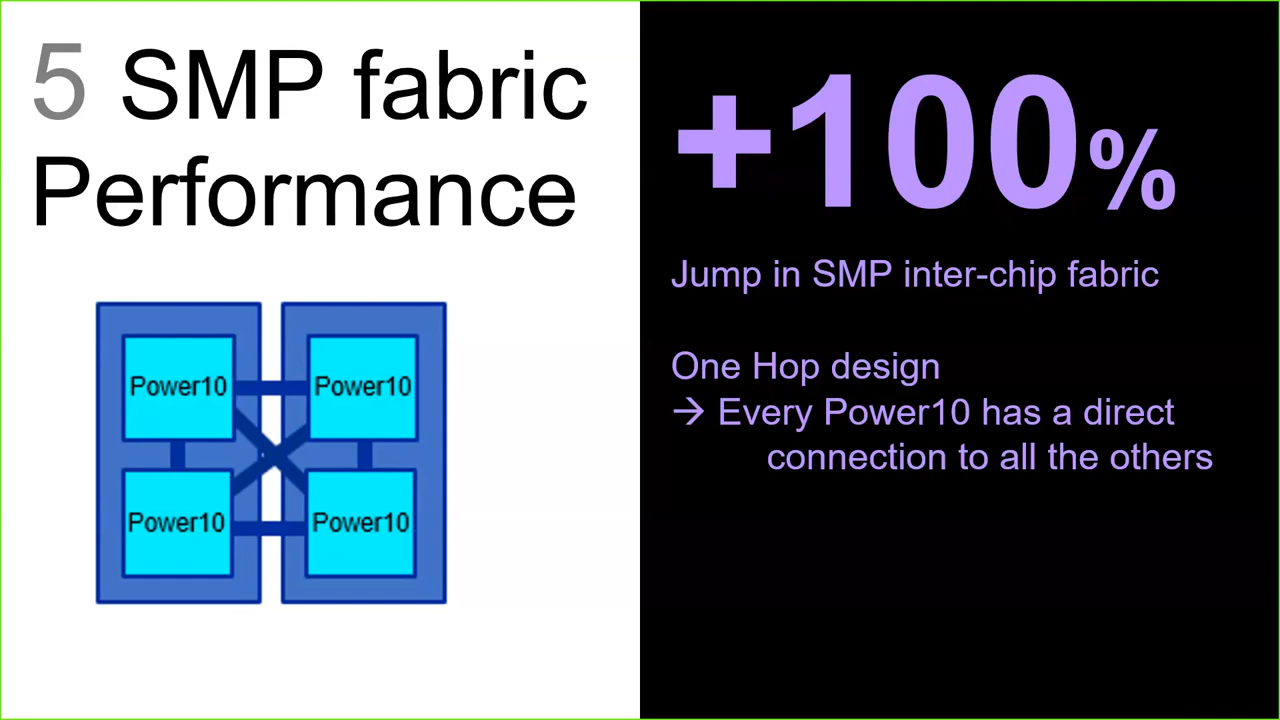 5 SMP fabric
Performance
Power10
Power10
Power10
Power10
+100%
Jump in SMP inter-chip fabric
One Hop design
→ Every Power10 has a direct
connection to all the others